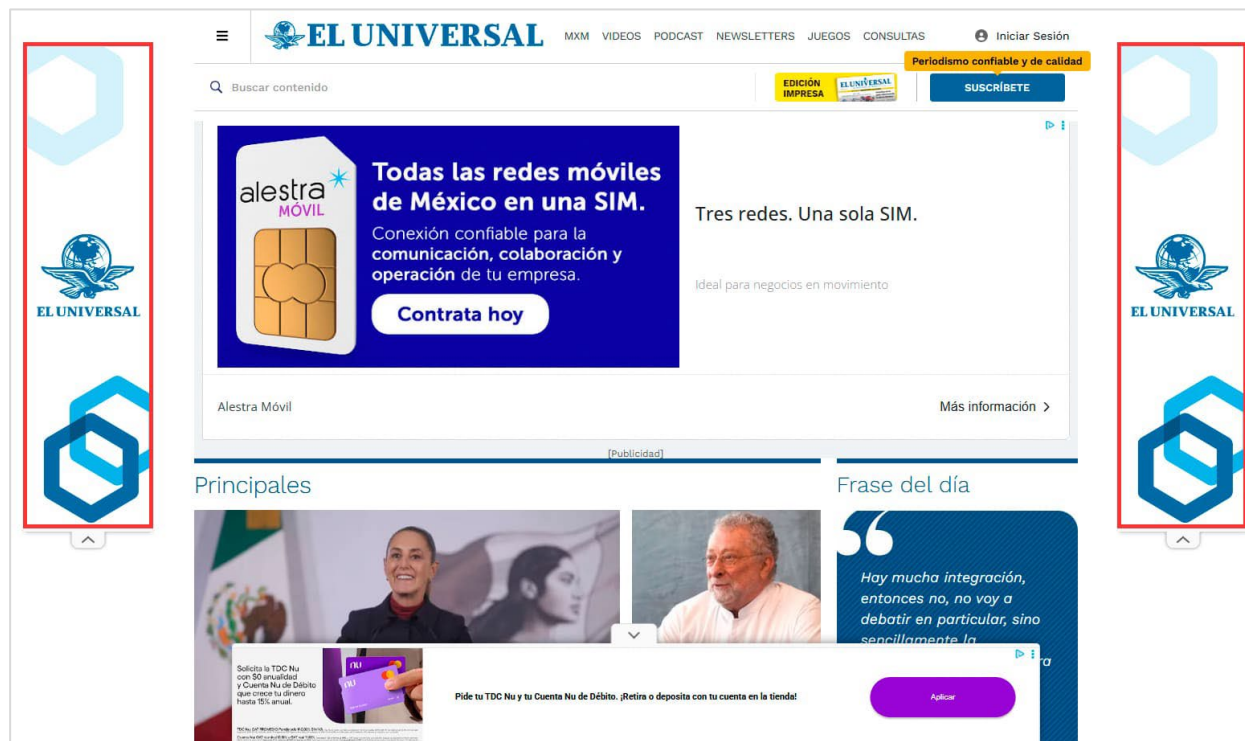 EL UNIVERSAL
MXM VIDEOS PODCAST NEWSLETTERS JUEGOS CONSULTAS
Iniciar Sesión
Periodismo confiable y de calidad
Buscar contenido
EDICIÓN
IMPRESA
EL UNIVERSAL
SUSCRÍBETE
alestra
MÓVIL
Todas las redes móviles
de México en una SIM.
Conexión confiable para la
comunicación, colaboración y
operación de tu empresa.
Contrata hoy
Tres redes. Una sola SIM.
Ideal para negocios en movimiento
EL UNIVERSAL
EL UNIVERSAL
Alestra Móvil
Más información
[Publicidad]
Principales
Frase del día
Hay mucha integración,
entonces no, no voy a
debatir en particular, sino
sencillamente la
Solicita la TDC Nu
con $0 anualidad
y Cuenta Nu de Débito
que crece tu dinero
hasta 15% anual.
nu
nu
Pide tu TDC Nu y tu Cuenta Nu de Débito. ¡Retira o deposita con tu cuenta en la tienda!
Aplicar